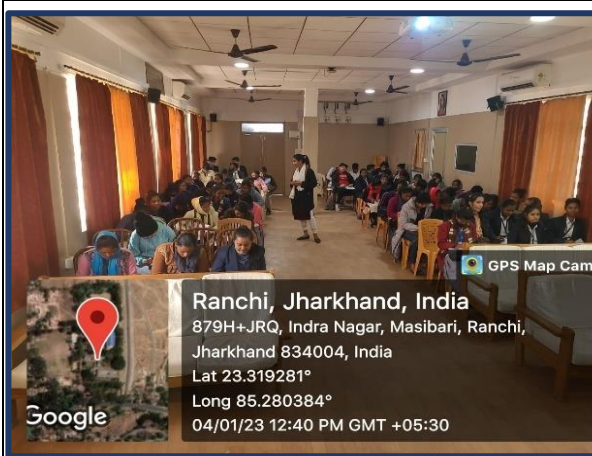 GPS Map Cam
Ranchi, Jharkhand, India
879H+JRQ, Indra Nagar, Masibari, Ranchi,
Jharkhand 834004, India
Lat 23.319281°
Long 85.280384°
04/01/23 12:40 PM GMT +05:30
Google